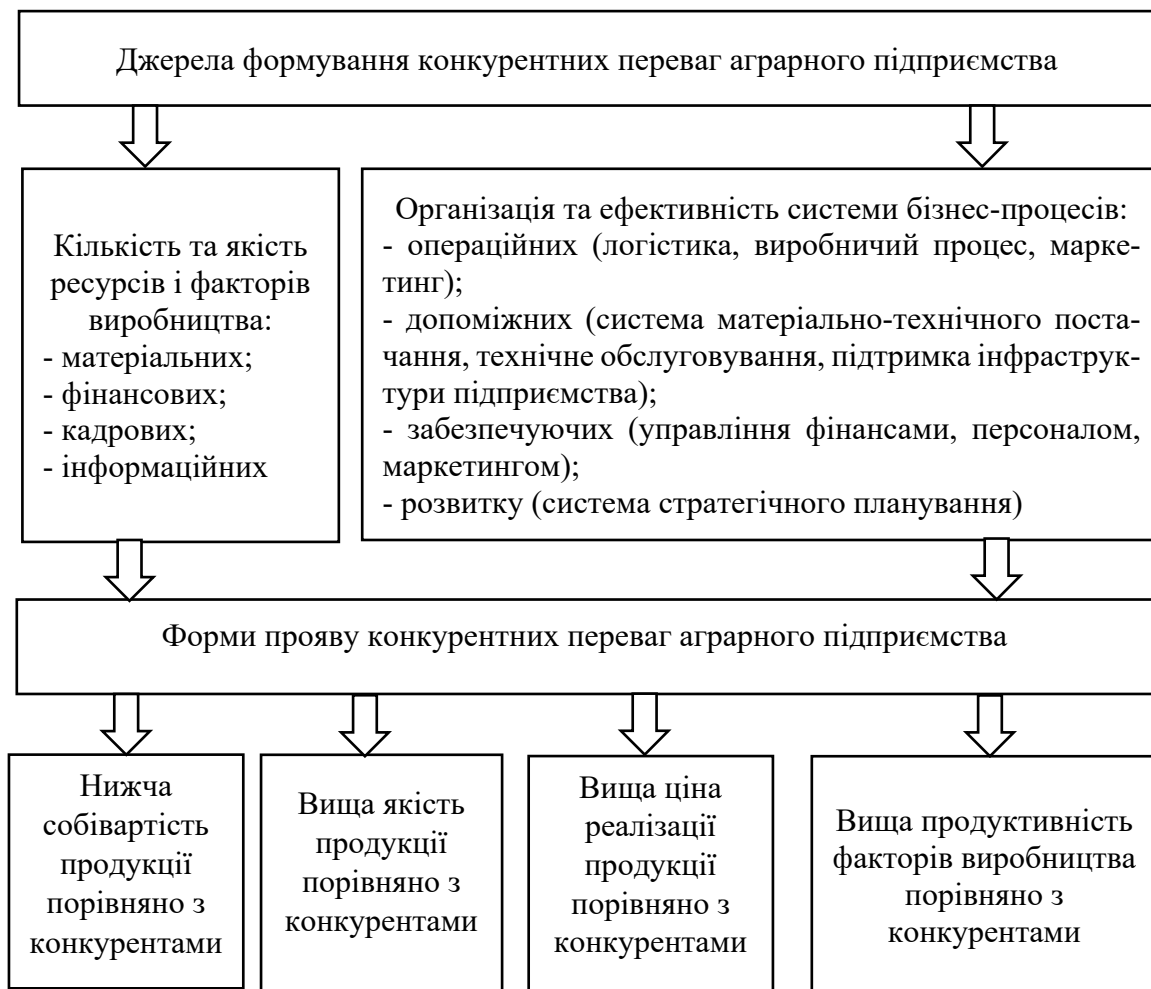 Джерела формування конкурентних переваг аграрного підприємства
Кількість та якість
ресурсів і факторів
виробництва:
- матеріальних;
- фінансових;
- кадрових;
- інформаційних
Організація та ефективність системи бізнес-процесів:
- операційних (логістика, виробничий процес, марке-
тинг);
- допоміжних (система матеріально-технічного поста-
чання, технічне обслуговування, підтримка інфраструк-
тури підприємства);
- забезпечуючих (управління фінансами, персоналом,
маркетингом);
- розвитку (система стратегічного планування)
Форми прояву конкурентних переваг аграрного підприємства
Нижча
собівартість
продукції
порівняно з
конкурентами
Вища якість
продукції
порівняно з
конкурентами
Вища ціна
реалізації
продукції
порівняно з
конкурентами
Вища продуктивність
факторів виробництва
порівняно з
конкурентами